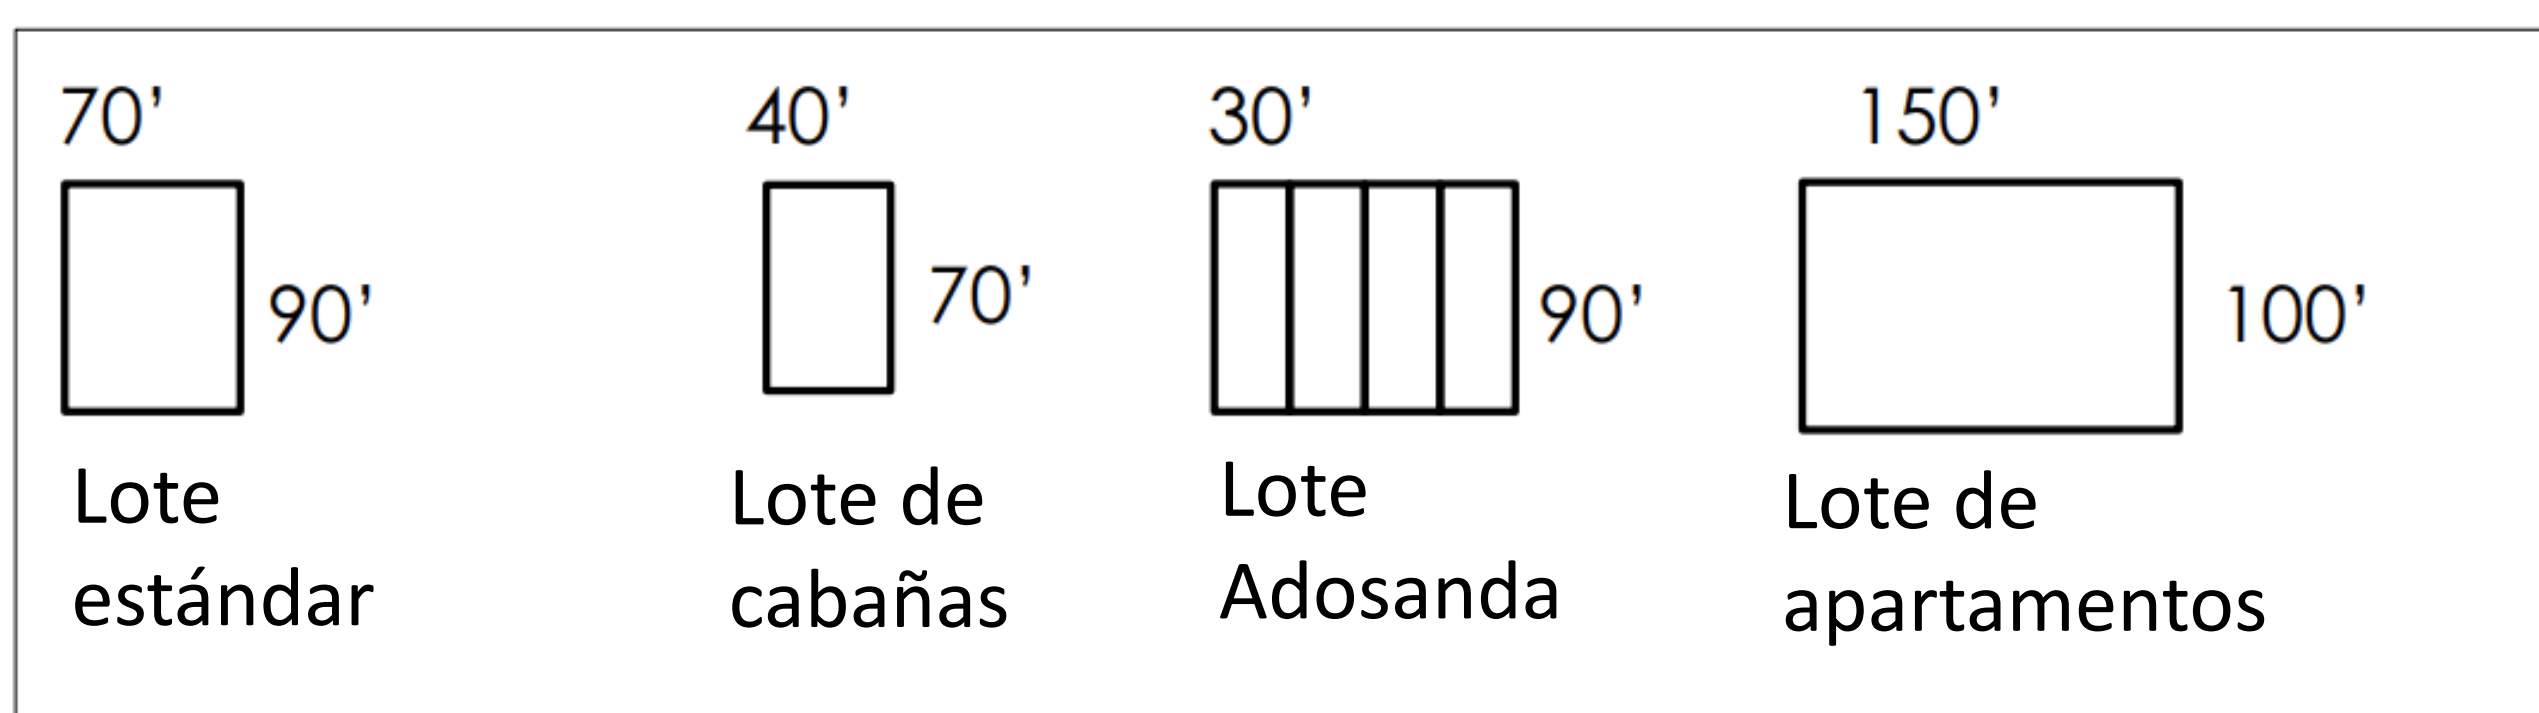 70’
40’
30’
150’
90’
70’
90’
100’
Lote
estándar
Lote de
cabañas
Lote
Adosanda
Lote de
apartamentos